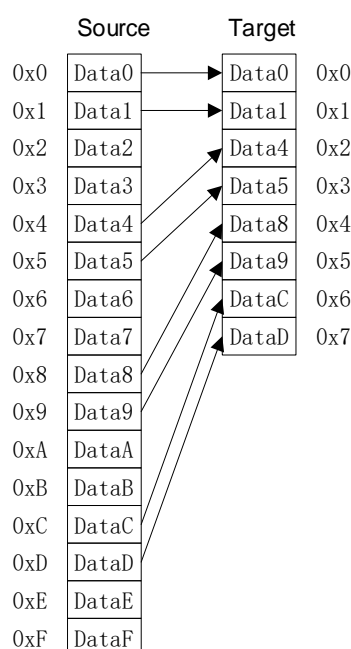 Source Target
0x0 Data0 Data0 0x0
0x1 Data1 Data1 0x1
0x2 Data2 Data4 0x2
0x3 Data3 Data5 0x3
0x4 Data4 Data8 0x4
0x5 Data5 Data9 0x5
0x6 Data6 DataC 0x6
0x7 Data7 DataD 0x7
0x8 Data8
0x9 Data9
0xA DataA
0xB DataB
0xC DataC
0xD DataD
0xE DataE
0xF DataF